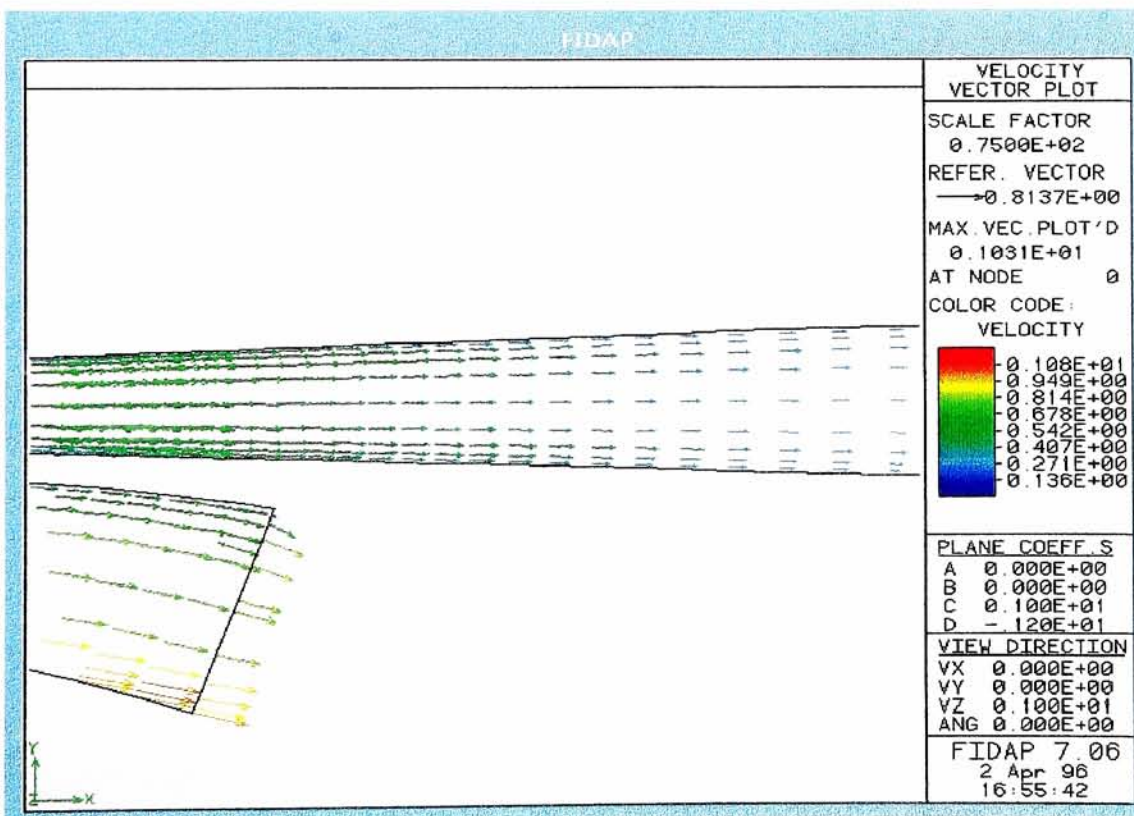 FIDAP
VELOCITY
VECTOR PLOT
SCALE FACTOR
0.7500E+02
REFER. VECTOR
0.8137E+00
MAX.VEC.PLOT'D
0.1031E+01
AT NODE 0
COLOR CODE:
VELOCITY
0.108E+01
0.949E+00
0.814E+00
0.678E+00
0.542E+00
0.407E+00
0.271E+00
0.136E+00
PLANE COEFF.S
A 0.000E+00
B 0.000E+00
C 0.100E+01
D -.120E+01
VIEW DIRECTION
VX 0.000E+00
VY 0.000E+00
VZ 0.100E+01
ANG 0.000E+00
FIDAP 7.06
2 Apr 96
16:55:42
Y
Z X